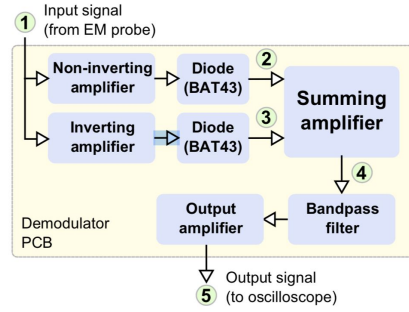 1 Input signal
(from EM probe)
Non-inverting
amplifier
Diode
(BAT43)
2
Inverting
amplifier
Diode
(BAT43)
3
Summing
amplifier
4
Output
amplifier
Bandpass
filter
Demodulator
PCB
5 Output signal
(to oscilloscope)